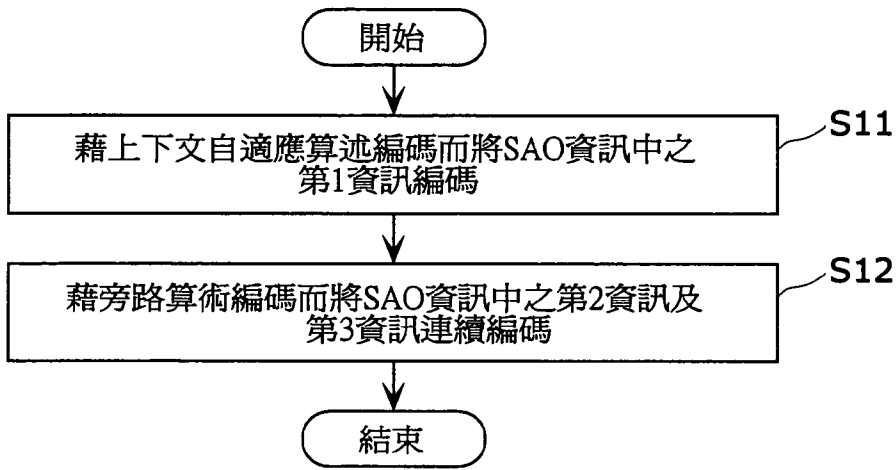 開始
藉上下文自適應算述編碼而將SAO資訊中之
第1資訊編碼
S11
藉旁路算術編碼而將SAO資訊中之第2資訊及
第3資訊連續編碼
S12
結束